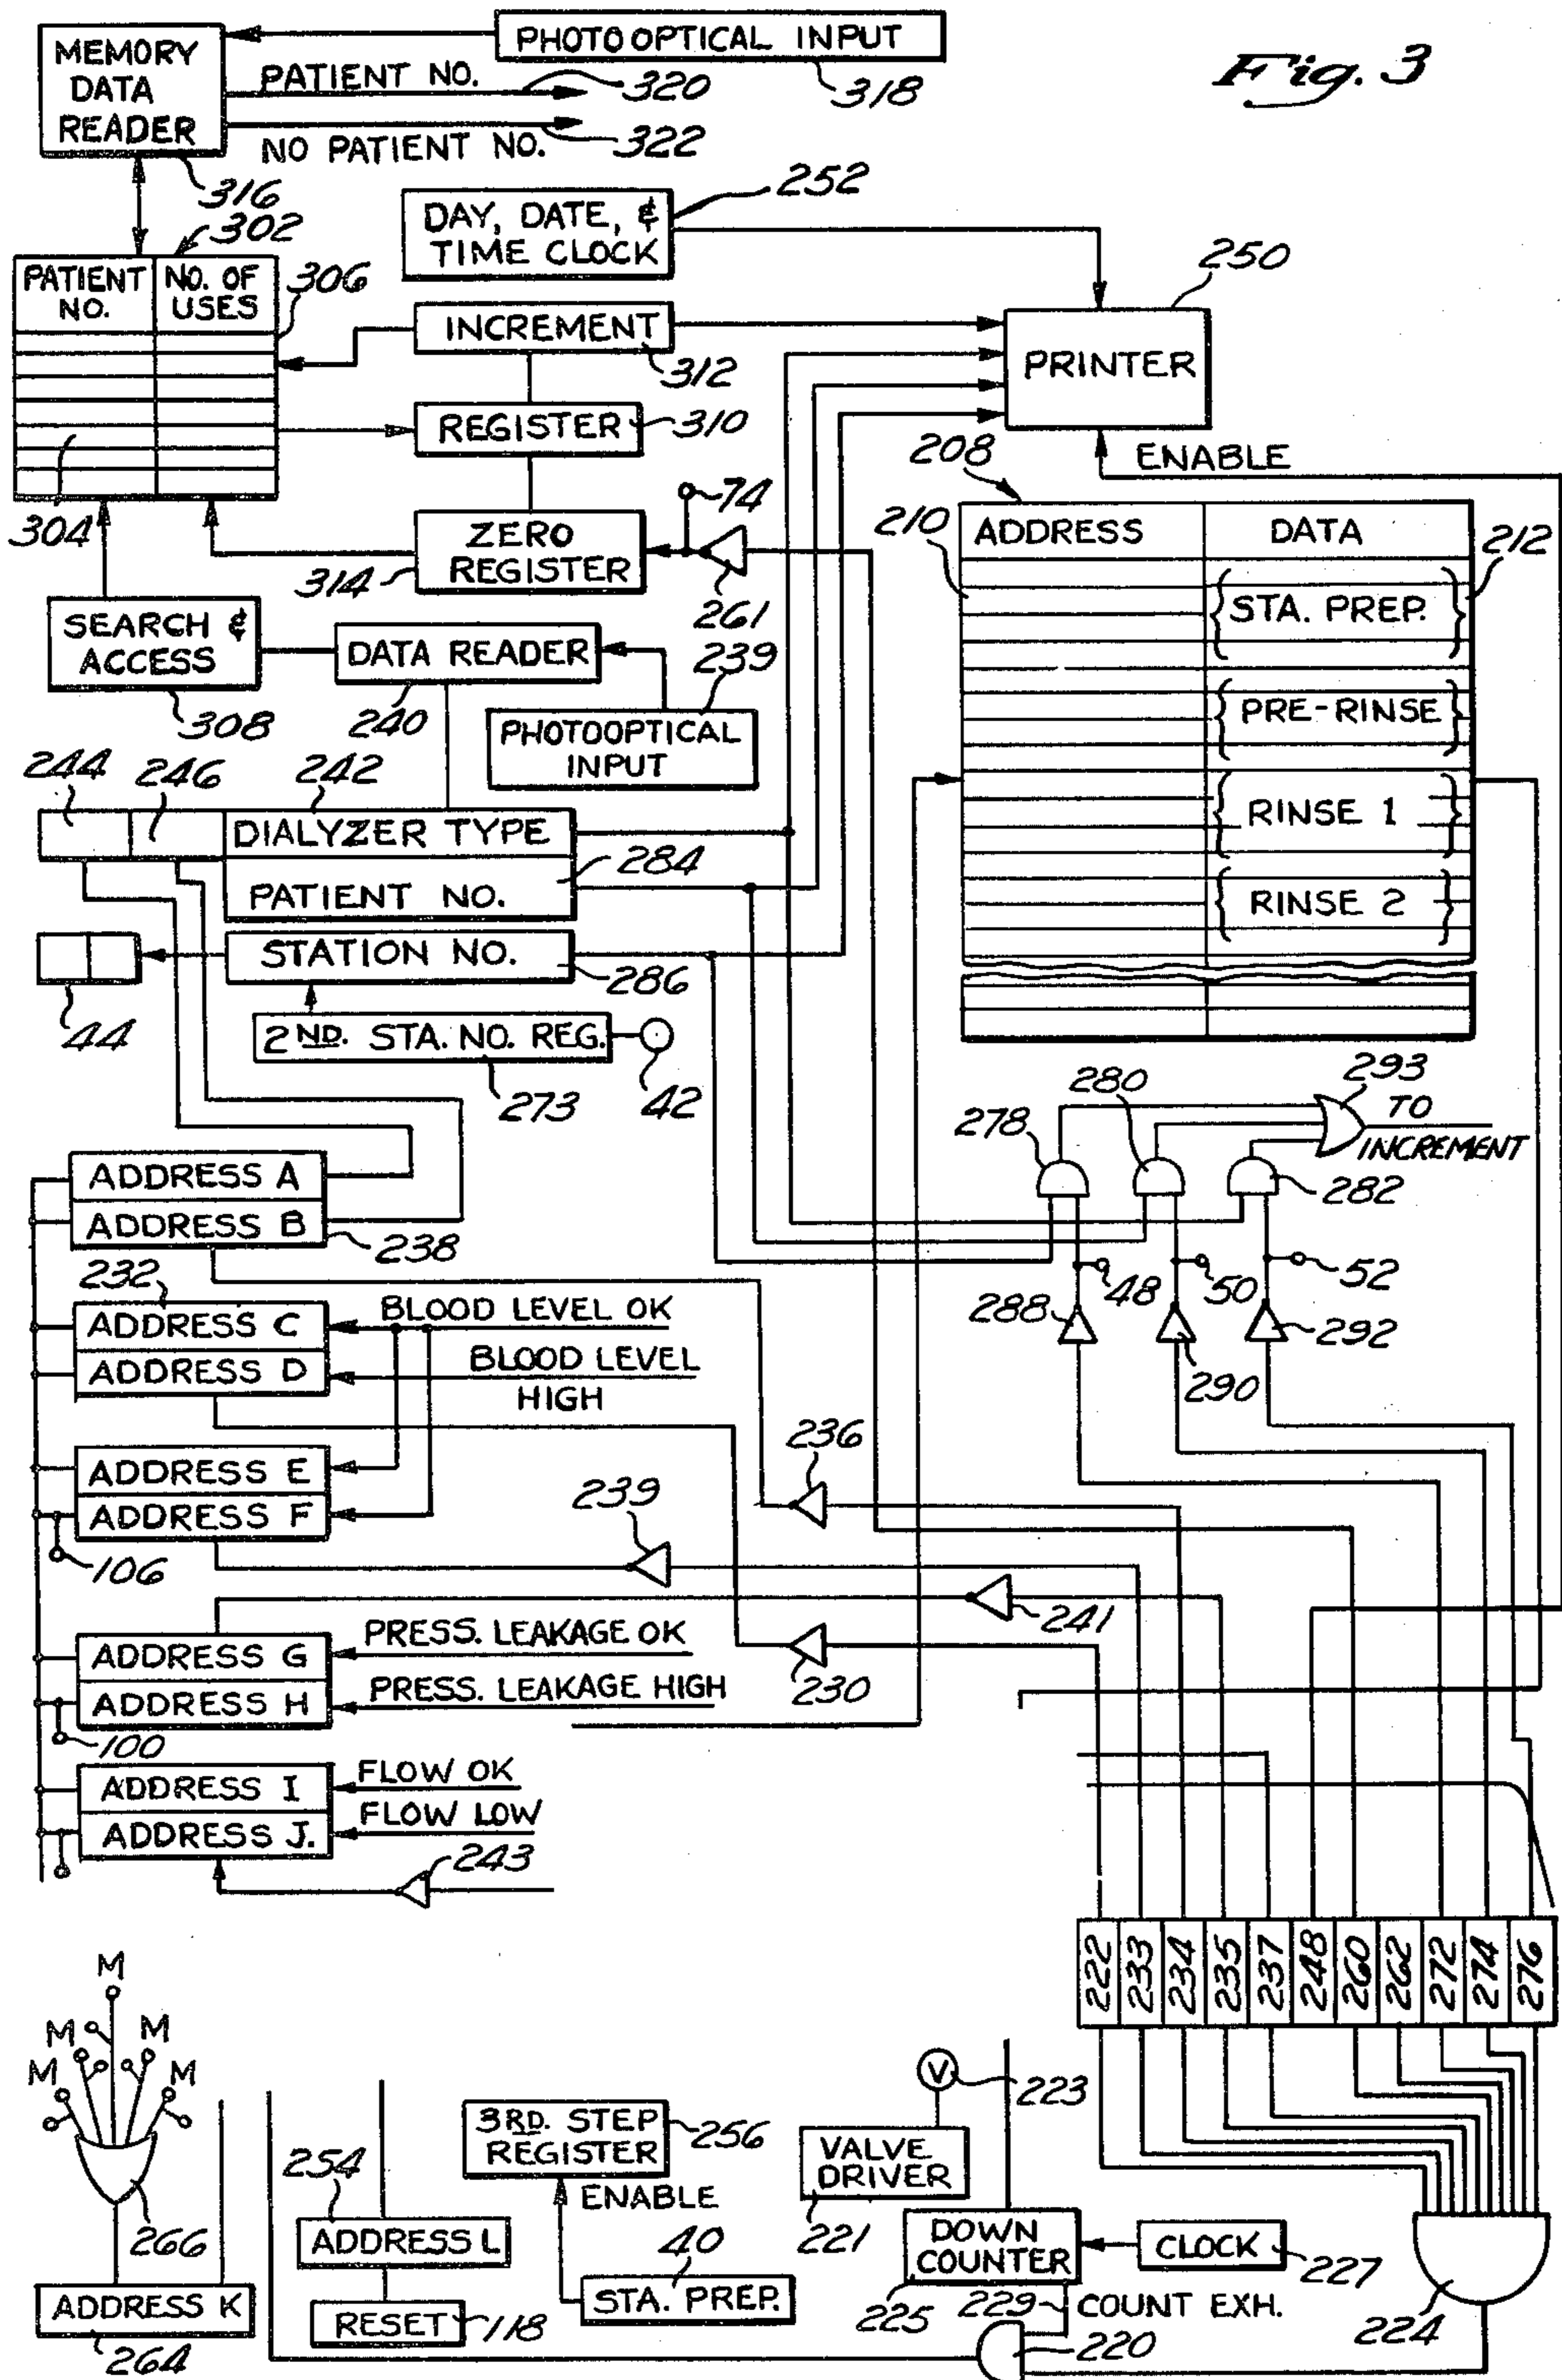 Fig. 3
PHOTO OPTICAL INPUT
318
MEMORY
DATA
READER
PATIENT NO.
320
NO PATIENT NO.
322
316
302
252
DAY, DATE, &
TIME CLOCK
250
PATIENT
NO.
NO. OF
USES
306
INCREMENT
312
PRINTER
REGISTER
310
304
ENABLE
208
74
210
ADDRESS
DATA
212
ZERO
REGISTER
314
261
STA. PREP.
SEARCH &
ACCESS
308
DATA READER
240
239
PHOTOOPTICAL
INPUT
PRE-RINSE
244
246
242
DIALYZER TYPE
284
PATIENT NO.
RINSE 1
RINSE 2
STATION NO.
286
44
2ND. STA. NO. REG.
273
42
278
280
293
TO
INCREMENT
282
ADDRESS A
ADDRESS B
238
232
ADDRESS C
BLOOD LEVEL OK
ADDRESS D
BLOOD LEVEL
HIGH
48
50
52
288
290
292
ADDRESS E
ADDRESS F
106
236
239
241
230
ADDRESS G
PRESS. LEAKAGE OK
ADDRESS H
PRESS. LEAKAGE HIGH
100
ADDRESS I
FLOW OK
ADDRESS J.
FLOW LOW
243
222 233 234 235 237 248 260 262 272 274 276
M
M M
M M
266
ADDRESS K
264
254
ADDRESS L
RESET
118
3RD. STEP
REGISTER
256
ENABLE
40
STA. PREP.
V
223
VALVE
DRIVER
221
DOWN
COUNTER
225
CLOCK
227
229
COUNT EXH.
220
224